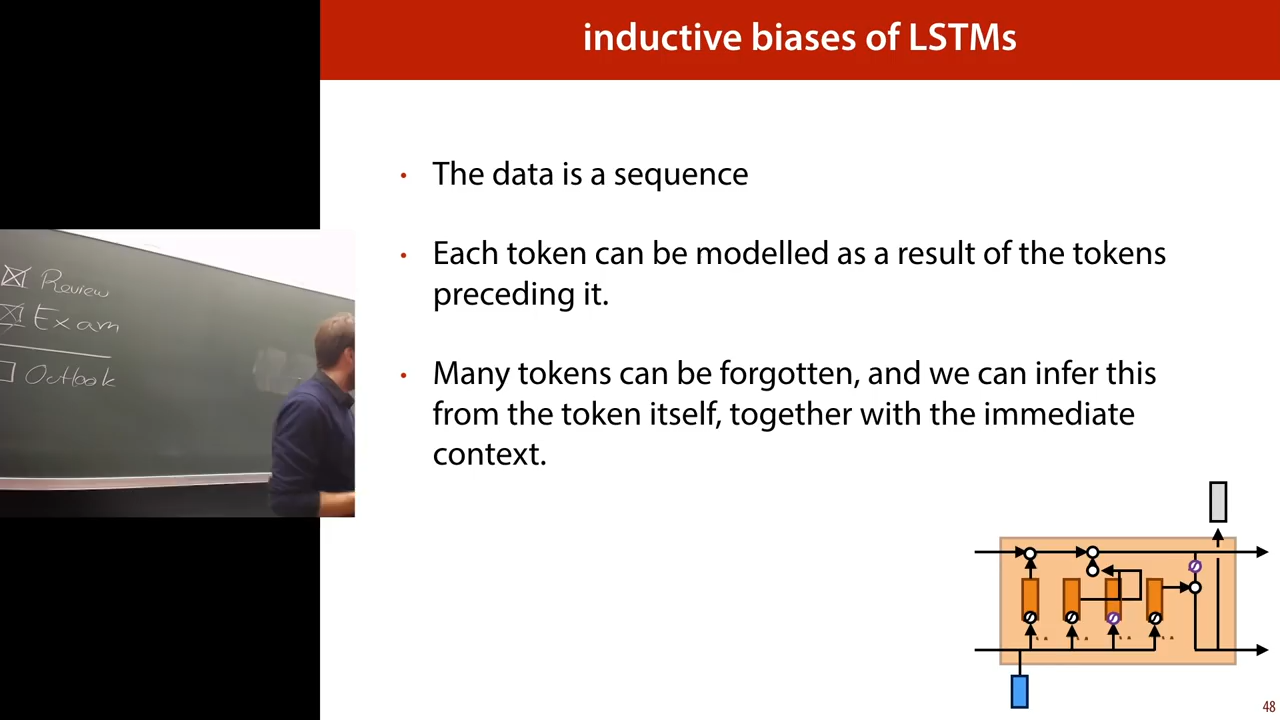 inductive biases of LSTMs
• The data is a sequence
• Each token can be modelled as a result of the tokens
preceding it.
• Many tokens can be forgotten, and we can infer this
from the token itself, together with the immediate
context.
Review
Exam
Outlook
48